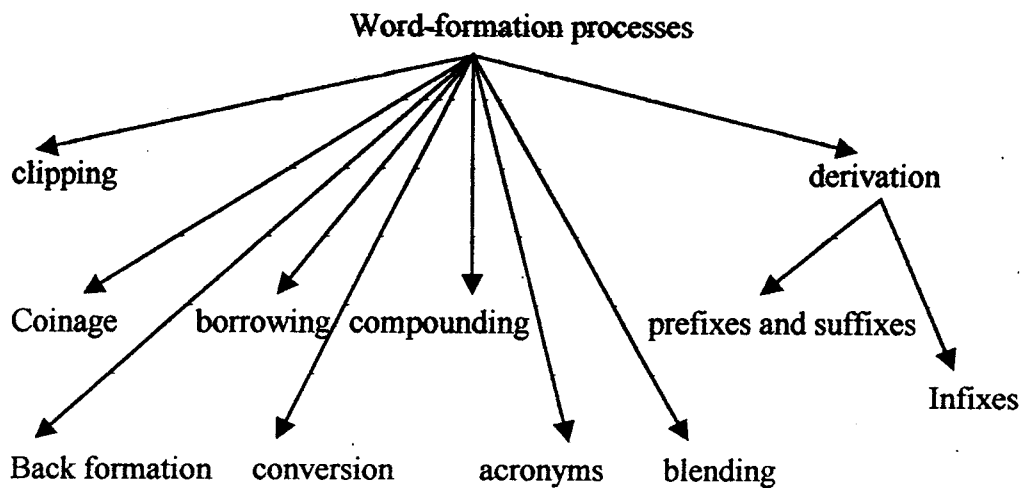 Word-formation processes
clipping
derivation
Coinage
borrowing
compounding
prefixes and suffixes
Infixes
Back formation
conversion
acronyms
blending